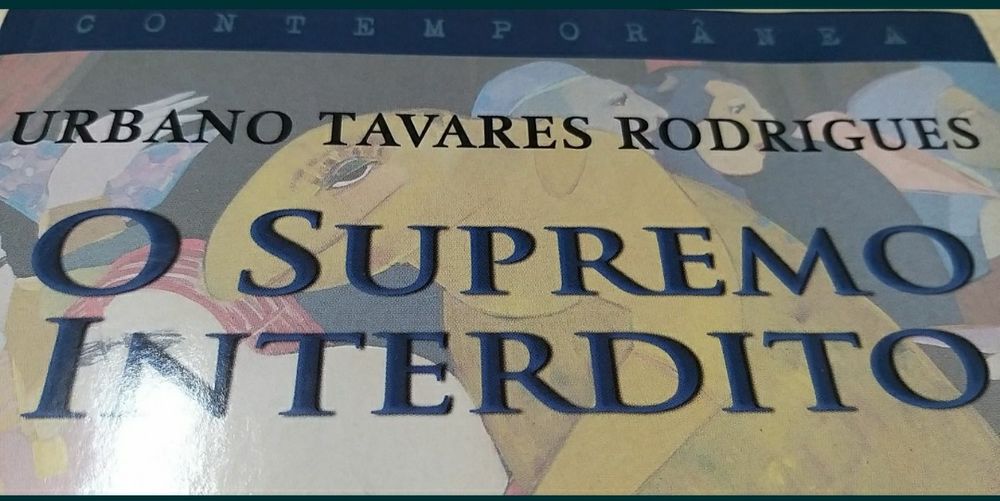 CONTEMPORÂNEA
URBANO TAVARES RODRIGUES
O SUPREMO
INTERDITO